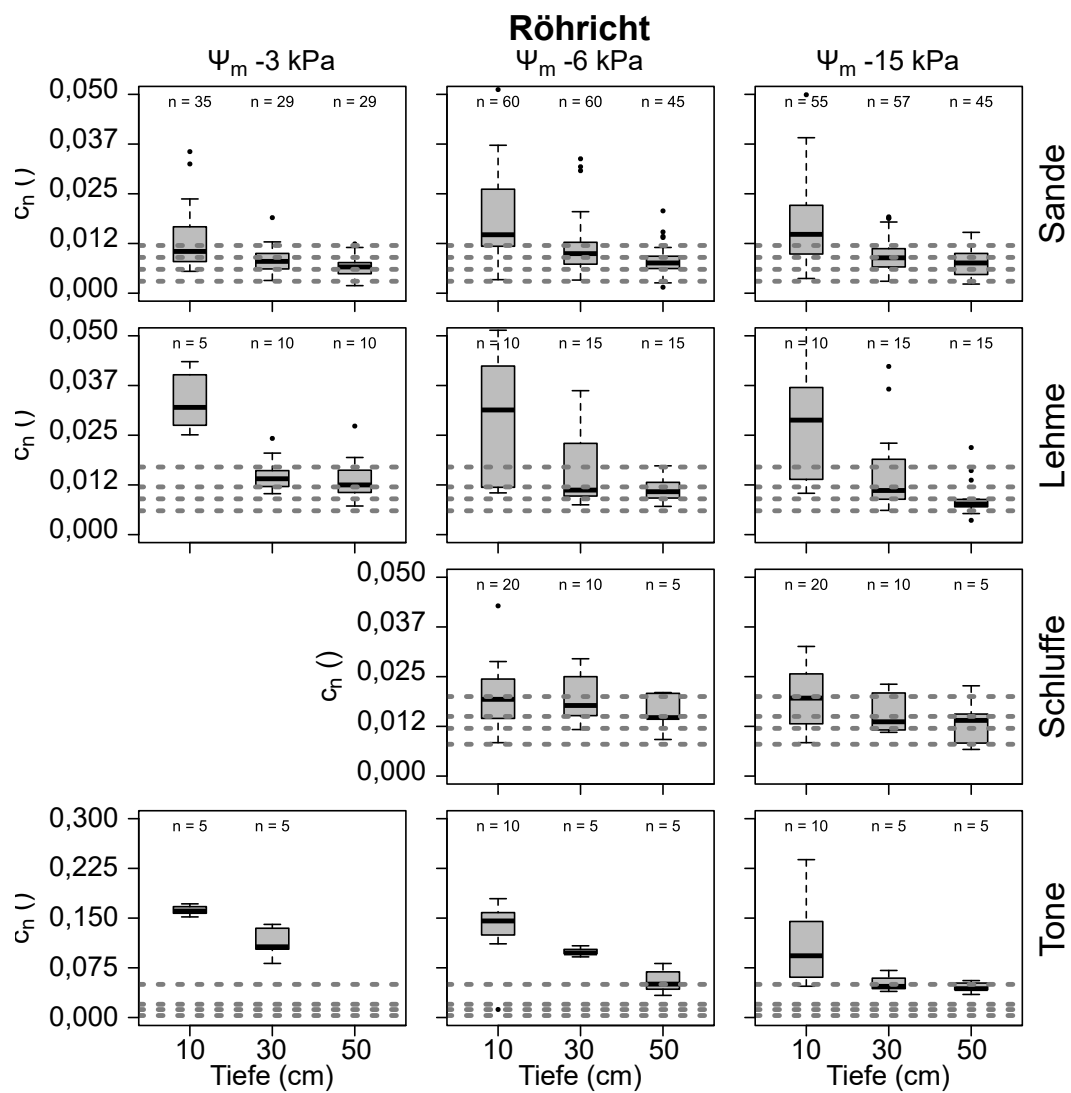 Röhricht
Ψm -3 kPa
Ψm -6 kPa
Ψm -15 kPa
0,050
0,037
0,025
0,012
0,000
cn ()
n = 35 n = 29 n = 29
n = 60 n = 60 n = 45
n = 55 n = 57 n = 45
Sande
0,050
0,037
0,025
0,012
0,000
cn ()
n = 5 n = 10 n = 10
n = 10 n = 15 n = 15
n = 10 n = 15 n = 15
Lehme
0,050
0,037
0,025
0,012
0,000
cn ()
n = 20 n = 10 n = 5
n = 20 n = 10 n = 5
Schluffe
0,300
0,225
0,150
0,075
0,000
cn ()
n = 5 n = 5
n = 10 n = 5 n = 5
n = 10 n = 5 n = 5
Tone
10 30 50
10 30 50
10 30 50
Tiefe (cm)
Tiefe (cm)
Tiefe (cm)